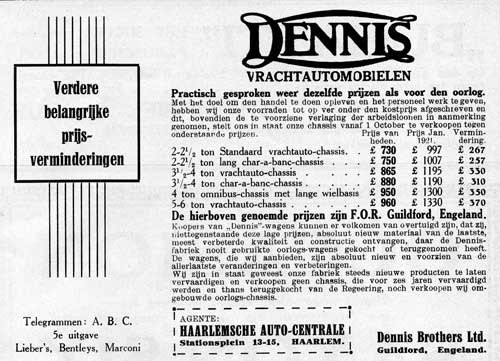 DENNIS
VRACHTAUTOMOBIELEN
Verdere
belangrijke
prijs-
verminderingen
Practisch gesproken weer dezelfde prijzen als voor den oorlog.
Met het doel om den handel te doen opleven en het personeel werk te geven,
hebben wij onze voorraden tot op ver onder den kostprijs afgeschreven en
dit, bovendien de te voorziene verlaging der arbeidsloonen in aanmerking
genomen, stelt ons in staat onze chassis vanaf 1 October te verkoopen tegen
onderstaande prijzen.
Prijs van Prijs Jan. Vermin-
heden. 1921. dering.
2-2½ ton Standaard vrachtauto-chassis . . . £ 730 £ 997 £ 267
2-2½ ton lang char-a-banc-chassis . . . . £ 750 £ 1007 £ 257
3½-4 ton vrachtauto-chassis . . . . £ 865 £ 1195 £ 330
3½-4 ton char-a-banc-chassis . . . . £ 880 £ 1190 £ 310
4 ton omnibus-chassis met lange wielbasis £ 950 £ 1300 £ 350
5-6 ton vrachtauto-chassis . . . . £ 960 £ 1330 £ 370
De hierboven genoemde prijzen zijn F.O.R. Guildford, Engeland.
Koopers van „Dennis"-wagens kunnen er volkomen van overtuigd zijn, dat zij,
niettegenstaande deze lage prijzen, absoluut nieuw materiaal van de laatste,
meest verbeterde kwaliteit en constructie ontvangen, daar de Dennis-
fabriek nooit gebruikte oorlogs-wagens gekocht of teruggenomen heeft.
De wagens, die wij aanbieden, zijn absoluut nieuw en voorzien van de
allerlaatste veranderingen en verbeteringen.
Wij zijn in staat geweest onze fabriek steeds nieuwe producten te laten
vervaardigen en verkoopen geen chassis, die voor zes jaren vervaardigd
werden en thans teruggekocht van de Regeering, noch verkoopen wij om-
gebouwde oorlogs-chassis.
Telegrammen: A. B. C.
5e uitgave
Lieber's, Bentleys, Marconi
AGENTE:
HAARLEMSCHE AUTO-CENTRALE
Stationsplein 13-15, HAARLEM.
Dennis Brothers Ltd.
Guildford, Engeland.